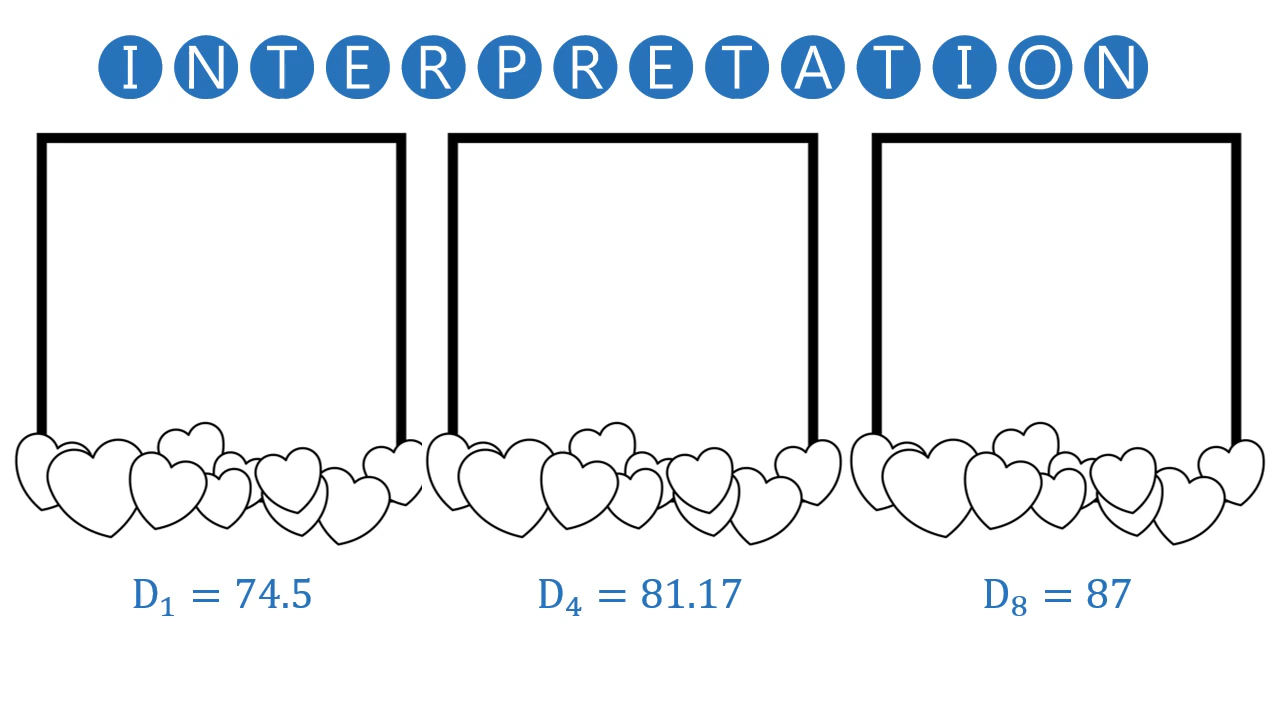 INTERPRETATION
D₁ = 74.5
D₄ = 81.17
D₈ = 87